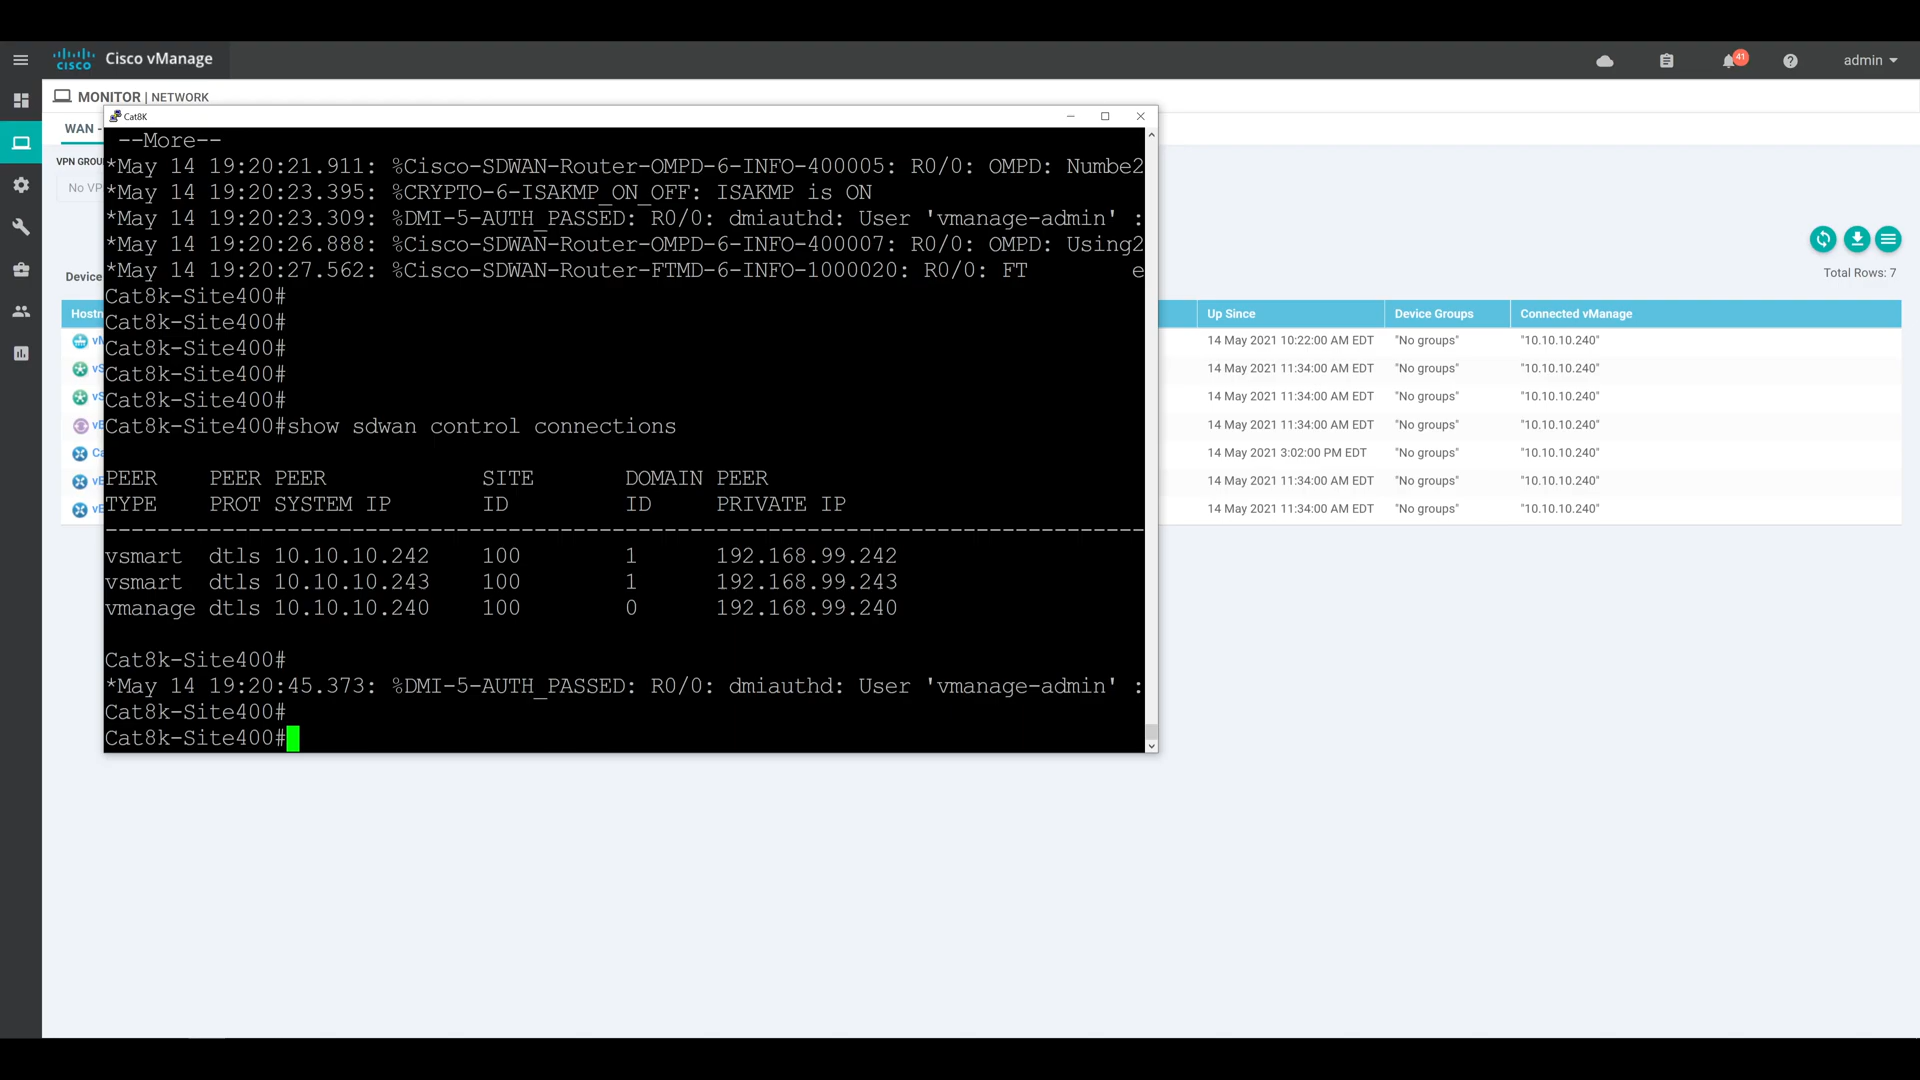 Cisco vManage
41
admin
MONITOR | NETWORK
WAN -
VPN GROU
No VP
Total Rows: 7
Device
Hostn
Up Since Device Groups Connected vManage
14 May 2021 10:22:00 AM EDT "No groups" "10.10.10.240"
14 May 2021 11:34:00 AM EDT "No groups" "10.10.10.240"
14 May 2021 11:34:00 AM EDT "No groups" "10.10.10.240"
14 May 2021 11:34:00 AM EDT "No groups" "10.10.10.240"
14 May 2021 3:02:00 PM EDT "No groups" "10.10.10.240"
14 May 2021 11:34:00 AM EDT "No groups" "10.10.10.240"
14 May 2021 11:34:00 AM EDT "No groups" "10.10.10.240"
vM
vS
vS
vE
Ca
vE
vE
Cat8K
--More--
*May 14 19:20:21.911: %Cisco-SDWAN-Router-OMPD-6-INFO-400005: R0/0: OMPD: Numbe2
*May 14 19:20:23.395: %CRYPTO-6-ISAKMP_ON_OFF: ISAKMP is ON
*May 14 19:20:23.309: %DMI-5-AUTH_PASSED: R0/0: dmiauthd: User 'vmanage-admin' :
*May 14 19:20:26.888: %Cisco-SDWAN-Router-OMPD-6-INFO-400007: R0/0: OMPD: Using2
*May 14 19:20:27.562: %Cisco-SDWAN-Router-FTMD-6-INFO-1000020: R0/0: FT e
Cat8k-Site400#
Cat8k-Site400#
Cat8k-Site400#
Cat8k-Site400#
Cat8k-Site400#
Cat8k-Site400#show sdwan control connections
PEER PEER PEER SITE DOMAIN PEER
TYPE PROT SYSTEM IP ID ID PRIVATE IP
--------------------------------------------------------------------------------
vsmart dtls 10.10.10.242 100 1 192.168.99.242
vsmart dtls 10.10.10.243 100 1 192.168.99.243
vmanage dtls 10.10.10.240 100 0 192.168.99.240
Cat8k-Site400#
*May 14 19:20:45.373: %DMI-5-AUTH_PASSED: R0/0: dmiauthd: User 'vmanage-admin' :
Cat8k-Site400#
Cat8k-Site400#